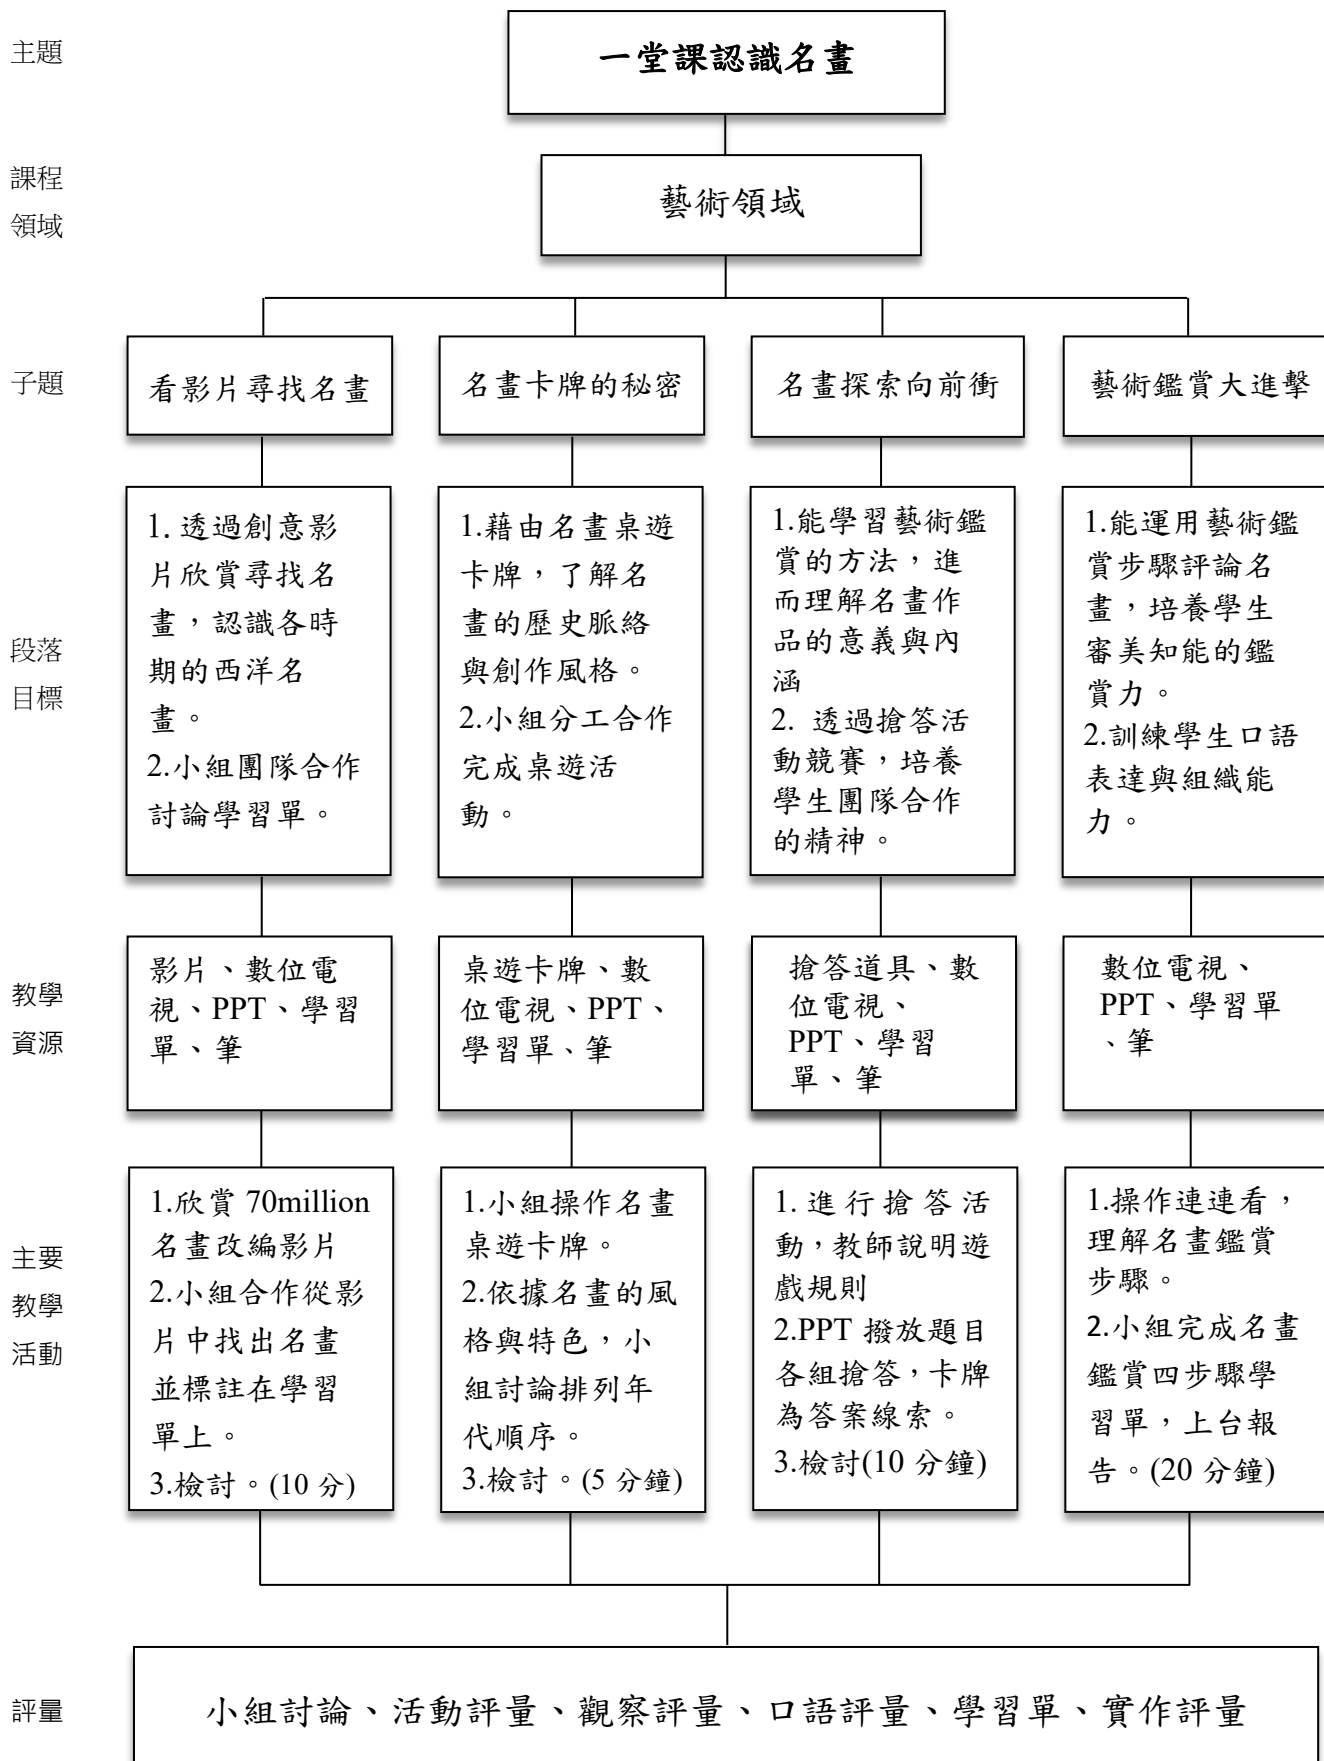 主題
一堂課認識名畫
課程
領域
藝術領域
子題
看影片尋找名畫
名畫卡牌的秘密
名畫探索向前衝
藝術鑑賞大進擊
段落
目標
1. 透過創意影
片欣賞尋找名
畫，認識各時
期的西洋名
畫。
2.小組團隊合作
討論學習單。
1.藉由名畫桌遊
卡牌，了解名
畫的歷史脈絡
與創作風格。
2.小組分工合作
完成桌遊活
動。
1.能學習藝術鑑
賞的方法，進
而理解名畫作
品的意義與內
涵
2. 透過搶答活
動競賽，培養
學生團隊合作
的精神。
1.能運用藝術鑑
賞步驟評論名
畫，培養學生
審美知能的鑑
賞力。
2.訓練學生口語
表達與組織能
力。
教學
資源
影片、數位電
視、PPT、學習
單、筆
桌遊卡牌、數
位電視、PPT、
學習單、筆
搶答道具、數
位電視、
PPT、學習
單、筆
數位電視、
PPT、學習單
、筆
主要
教學
活動
1.欣賞 70million
名畫改編影片
2.小組合作從影
片中找出名畫
並標註在學習
單上。
3.檢討。(10 分)
1.小組操作名畫
桌遊卡牌。
2.依據名畫的風
格與特色，小
組討論排列年
代順序。
3.檢討。(5 分鐘)
1. 進行搶答活
動，教師說明遊
戲規則
2.PPT 撥放題目
各組搶答，卡牌
為答案線索。
3.檢討(10 分鐘)
1.操作連連看，
理解名畫鑑賞
步驟。
2.小組完成名畫
鑑賞四步驟學
習單，上台報
告。(20 分鐘)
評量
小組討論、活動評量、觀察評量、口語評量、學習單、實作評量